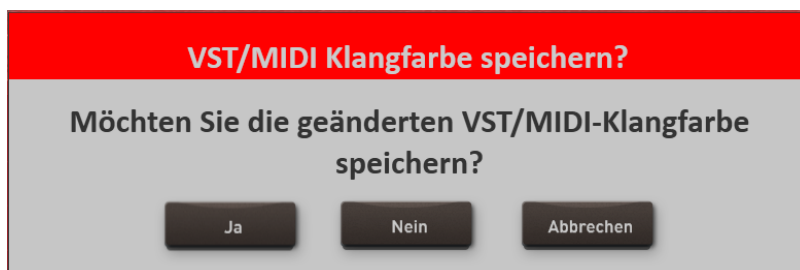 VST/MIDI Klangfarbe speichern?
Möchten Sie die geänderten VST/MIDI-Klangfarbe
speichern?
Ja Nein Abbrechen